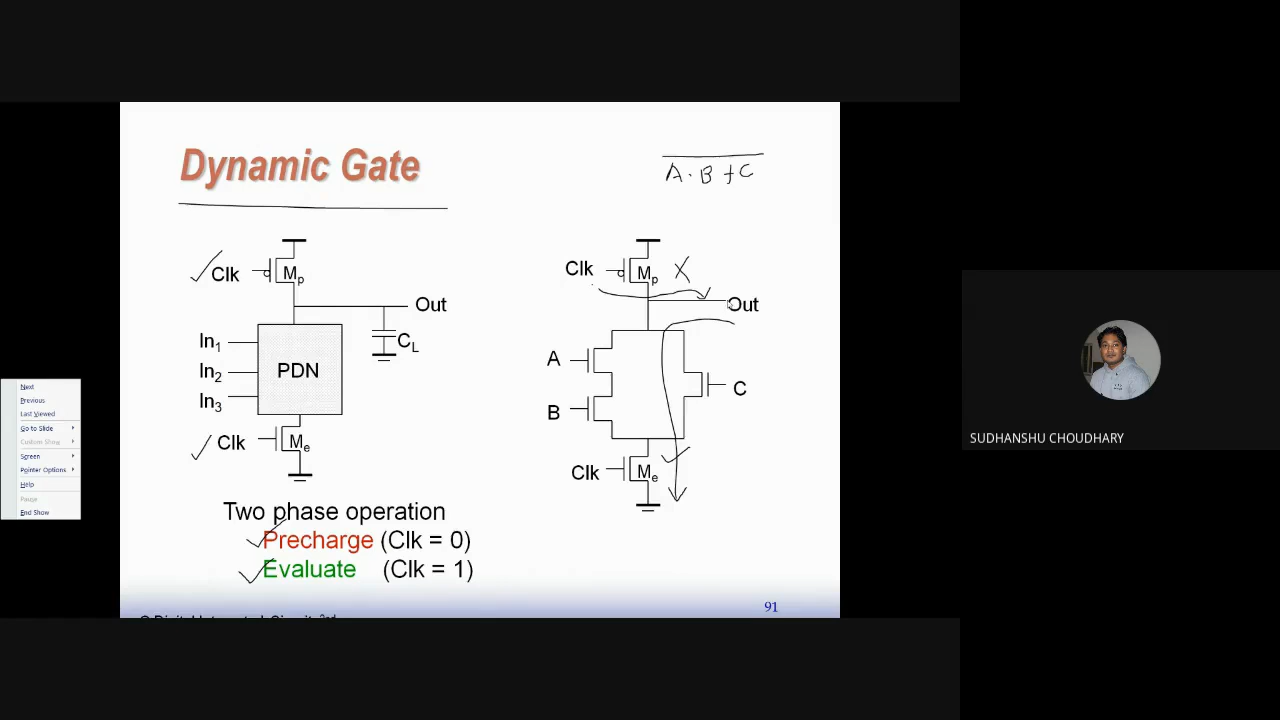 Dynamic Gate
A · B + C
Clk
Mp
Out
In1
In2
In3
PDN
CL
Clk
Me
Clk
Mp
X
Out
A
B
C
Clk
Me
Two phase operation
Precharge (Clk = 0)
Evaluate (Clk = 1)
91
Next
Previous
Last Viewed
Go to Slide
Custom Show
Screen
Pointer Options
Help
Pause
End Show
SUDHANSHU CHOUDHARY